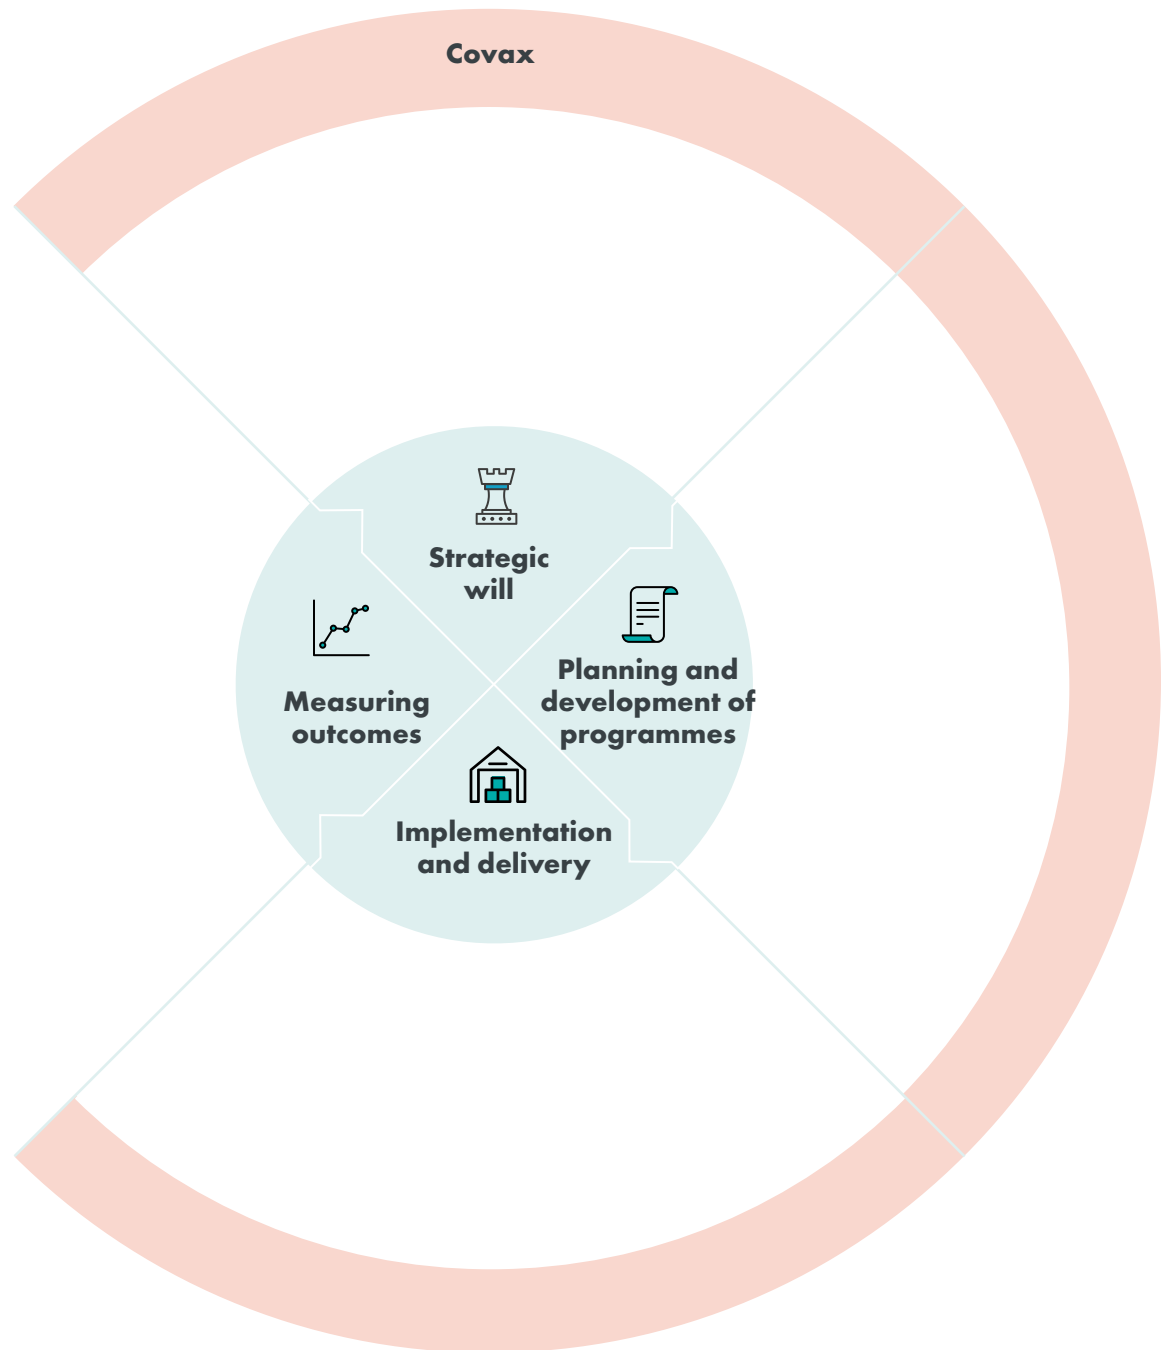 Covax
Strategic
will
Planning and
development of
programmes
Measuring
outcomes
Implementation
and delivery